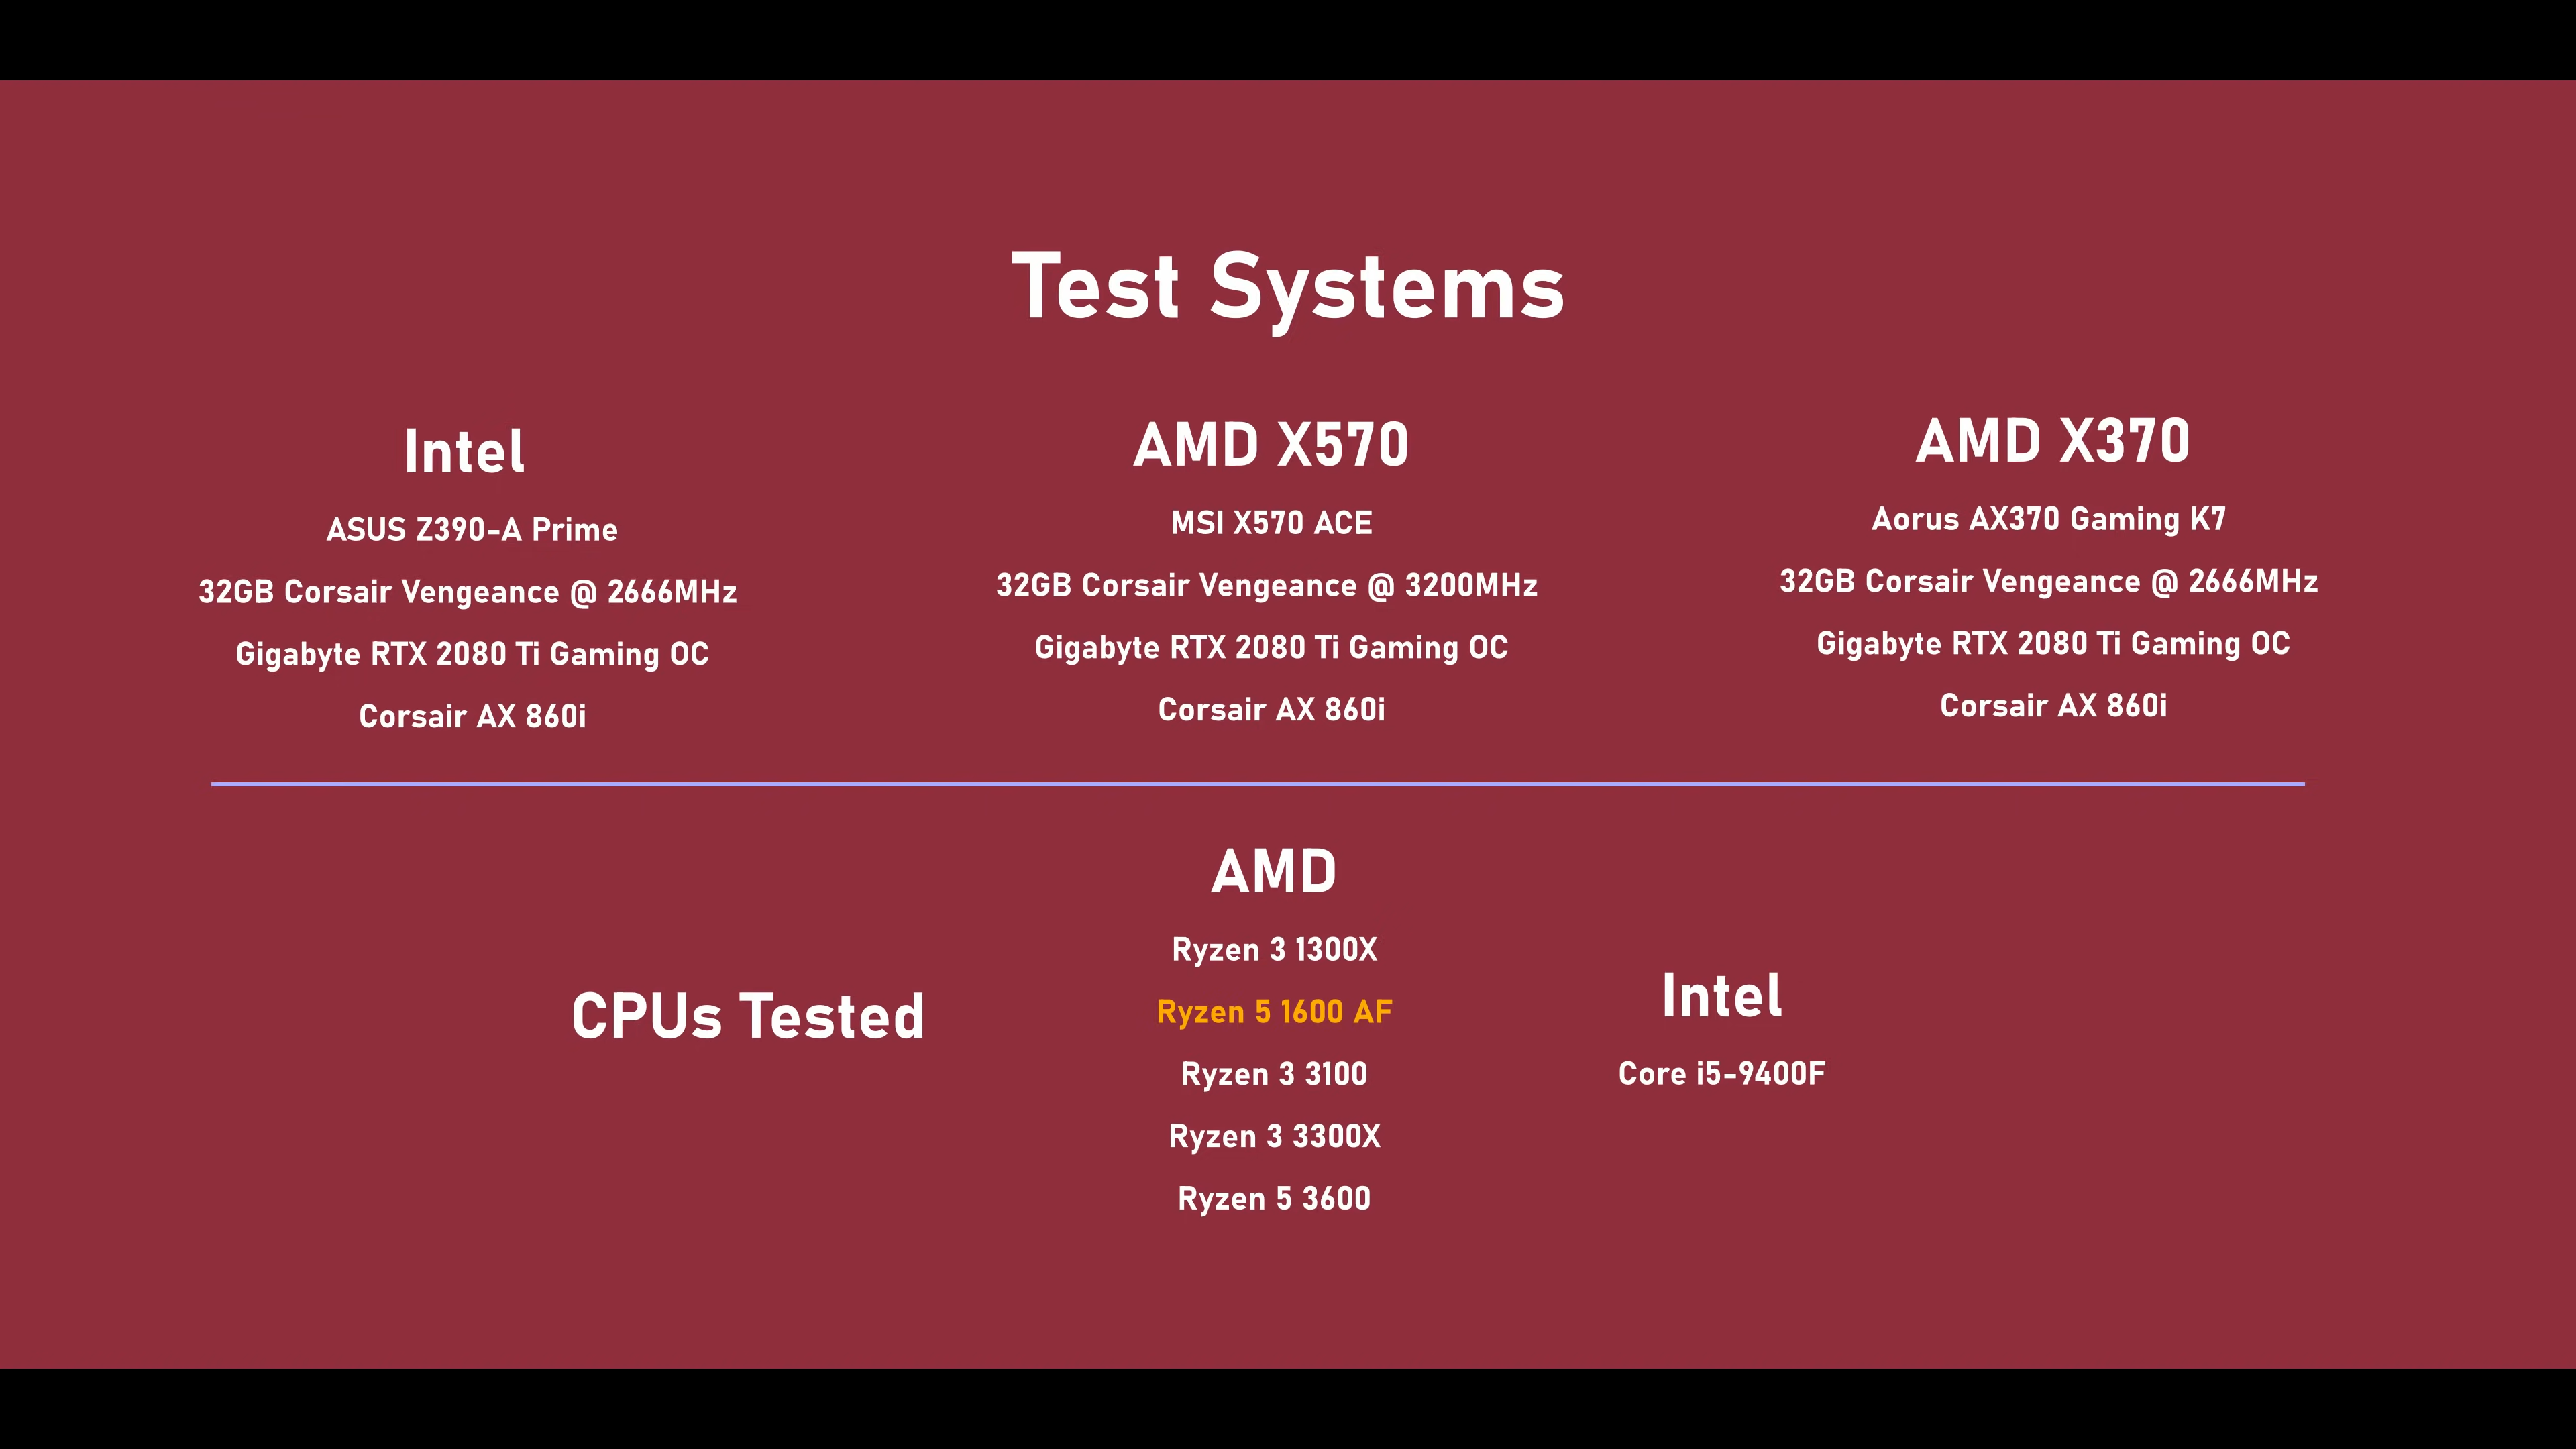 Test Systems
Intel
ASUS Z390-A Prime
32GB Corsair Vengeance @ 2666MHz
Gigabyte RTX 2080 Ti Gaming OC
Corsair AX 860i
AMD X570
MSI X570 ACE
32GB Corsair Vengeance @ 3200MHz
Gigabyte RTX 2080 Ti Gaming OC
Corsair AX 860i
AMD X370
Aorus AX370 Gaming K7
32GB Corsair Vengeance @ 2666MHz
Gigabyte RTX 2080 Ti Gaming OC
Corsair AX 860i
CPUs Tested
AMD
Ryzen 3 1300X
Ryzen 5 1600 AF
Ryzen 3 3100
Ryzen 3 3300X
Ryzen 5 3600
Intel
Core i5-9400F